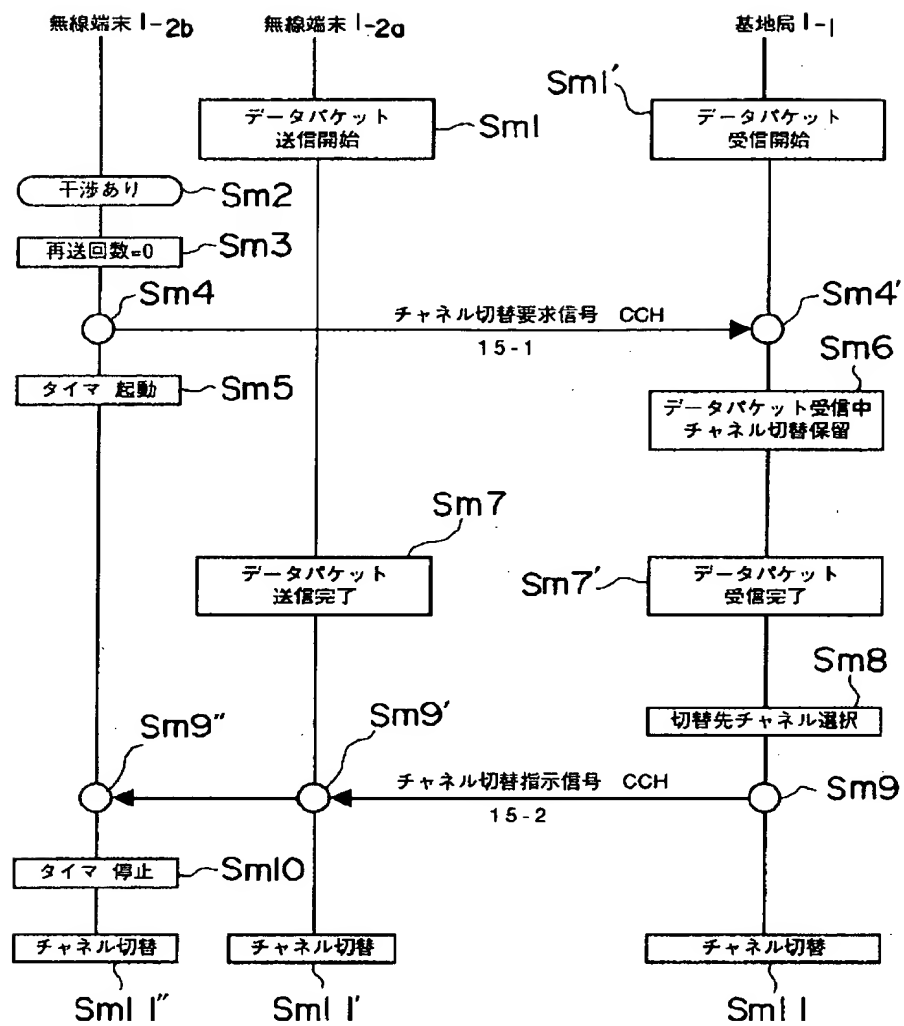 無線端末 1-2b
無線端末 1-2a
基地局 1-1
データパケット
送信開始
Sm1
Sm1'
データパケット
受信開始
干渉あり
Sm2
再送回数=0
Sm3
Sm4
チャネル切替要求信号 CCH
15-1
Sm4'
タイマ 起動
Sm5
Sm6
データパケット受信中
チャネル切替保留
Sm7
データパケット
送信完了
Sm7'
データパケット
受信完了
Sm8
切替先チャネル選択
Sm9"
Sm9'
チャネル切替指示信号 CCH
15-2
Sm9
タイマ 停止
Sm10
チャネル切替
チャネル切替
チャネル切替
Sm11"
Sm11'
Sm11